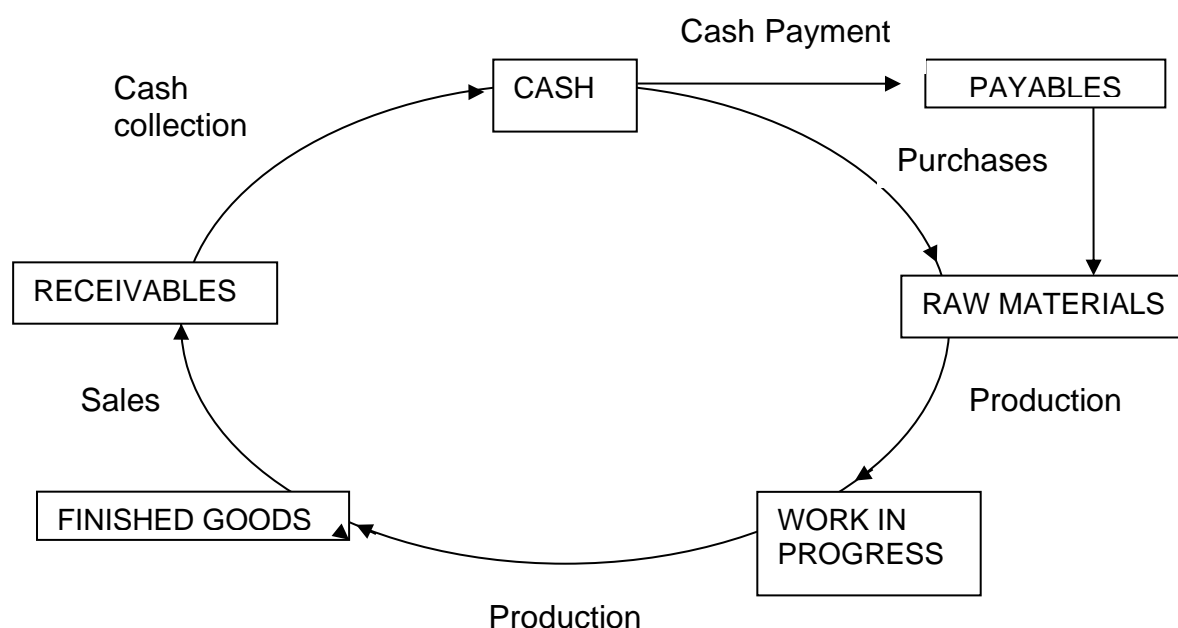 Cash Payment
CASH
PAYABLES
Cash
collection
Purchases
RECEIVABLES
RAW MATERIALS
Sales
Production
FINISHED GOODS
WORK IN
PROGRESS
Production